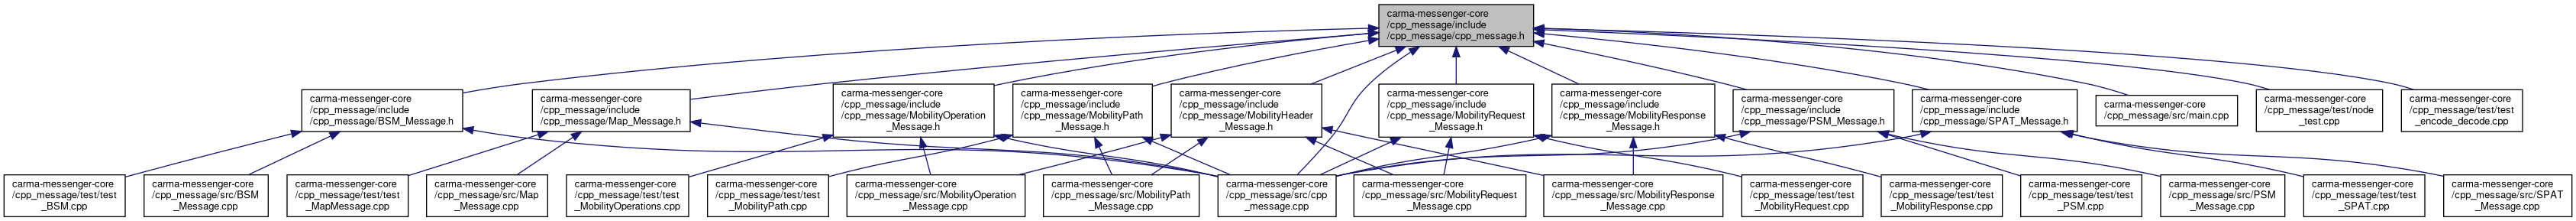 carma-messenger-core
/cpp_message/include
/cpp_message/cpp_message.h
carma-messenger-core
/cpp_message/include
/cpp_message/BSM_Message.h
carma-messenger-core
/cpp_message/include
/cpp_message/Map_Message.h
carma-messenger-core
/cpp_message/include
/cpp_message/MobilityOperation
_Message.h
carma-messenger-core
/cpp_message/include
/cpp_message/MobilityPath
_Message.h
carma-messenger-core
/cpp_message/include
/cpp_message/MobilityHeader
_Message.h
carma-messenger-core
/cpp_message/include
/cpp_message/MobilityRequest
_Message.h
carma-messenger-core
/cpp_message/include
/cpp_message/MobilityResponse
_Message.h
carma-messenger-core
/cpp_message/include
/cpp_message/PSM_Message.h
carma-messenger-core
/cpp_message/include
/cpp_message/SPAT_Message.h
carma-messenger-core
/cpp_message/src/main.cpp
carma-messenger-core
/cpp_message/test/node
_test.cpp
carma-messenger-core
/cpp_message/test/test
_encode_decode.cpp
carma-messenger-core
/cpp_message/test/test
_BSM.cpp
carma-messenger-core
/cpp_message/src/BSM
_Message.cpp
carma-messenger-core
/cpp_message/test/test
_MapMessage.cpp
carma-messenger-core
/cpp_message/src/Map
_Message.cpp
carma-messenger-core
/cpp_message/test/test
_MobilityOperations.cpp
carma-messenger-core
/cpp_message/test/test
_MobilityPath.cpp
carma-messenger-core
/cpp_message/src/MobilityOperation
_Message.cpp
carma-messenger-core
/cpp_message/src/MobilityPath
_Message.cpp
carma-messenger-core
/cpp_message/src/cpp
_message.cpp
carma-messenger-core
/cpp_message/src/MobilityRequest
_Message.cpp
carma-messenger-core
/cpp_message/src/MobilityResponse
_Message.cpp
carma-messenger-core
/cpp_message/test/test
_MobilityRequest.cpp
carma-messenger-core
/cpp_message/test/test
_MobilityResponse.cpp
carma-messenger-core
/cpp_message/test/test
_PSM.cpp
carma-messenger-core
/cpp_message/src/PSM
_Message.cpp
carma-messenger-core
/cpp_message/test/test
_SPAT.cpp
carma-messenger-core
/cpp_message/src/SPAT
_Message.cpp